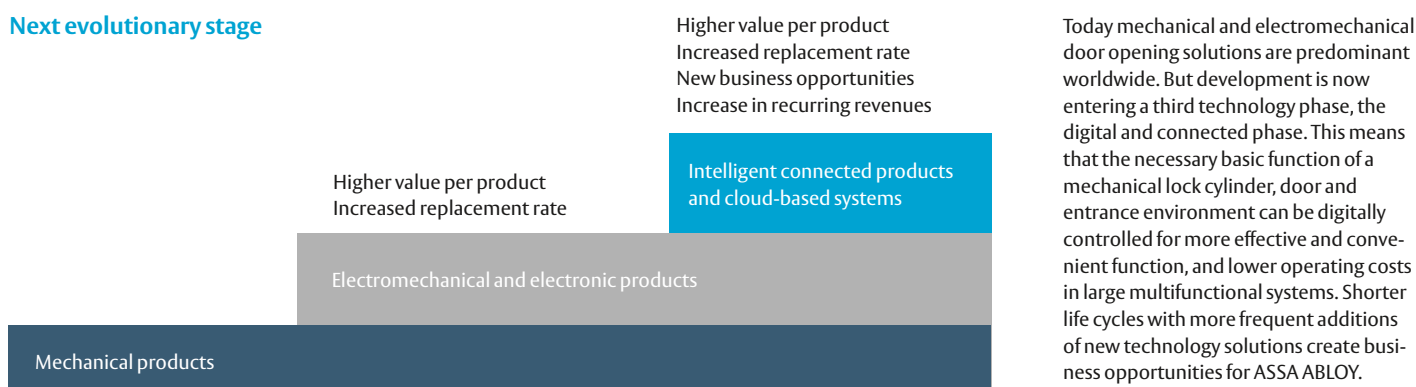 Next evolutionary stage
Higher value per product
Increased replacement rate
New business opportunities
Increase in recurring revenues
Intelligent connected products
and cloud-based systems
Higher value per product
Increased replacement rate
Electromechanical and electronic products
Mechanical products
Today mechanical and electromechanical
door opening solutions are predominant
worldwide. But development is now
entering a third technology phase, the
digital and connected phase. This means
that the necessary basic function of a
mechanical lock cylinder, door and
entrance environment can be digitally
controlled for more effective and conve-
nient function, and lower operating costs
in large multifunctional systems. Shorter
life cycles with more frequent additions
of new technology solutions create busi-
ness opportunities for ASSA ABLOY.